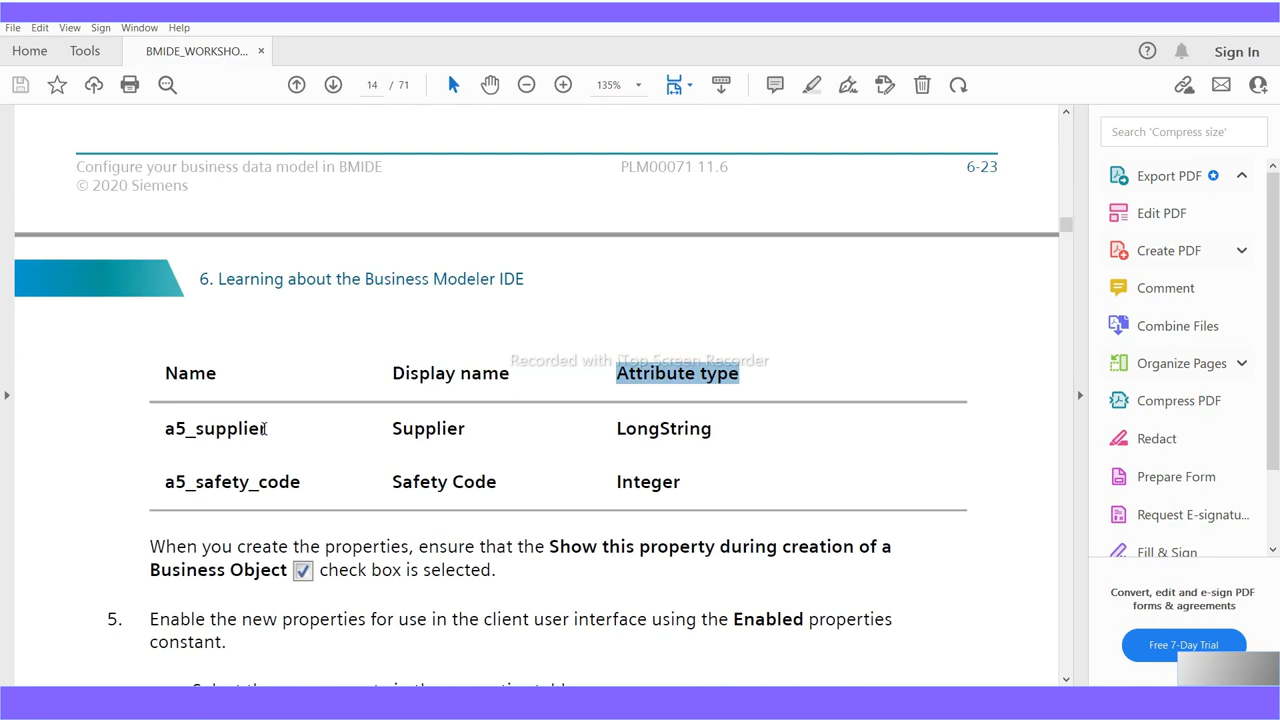 File Edit View Sign Window Help
Home Tools BMIDE_WORKSHO... × Sign In
14 / 71 135%
Configure your business data model in BMIDE PLM00071 11.6 6-23
© 2020 Siemens
6. Learning about the Business Modeler IDE
Recorded with iTop Screen Recorder
Name Display name Attribute type
a5_supplier Supplier LongString
a5_safety_code Safety Code Integer
When you create the properties, ensure that the Show this property during creation of a
Business Object check box is selected.
5. Enable the new properties for use in the client user interface using the Enabled properties
constant.
Search 'Compress size'
Export PDF
Edit PDF
Create PDF
Comment
Combine Files
Organize Pages
Compress PDF
Redact
Prepare Form
Request E-signatu...
Fill & Sign
Convert, edit and e-sign PDF
forms & agreements
Free 7-Day Trial